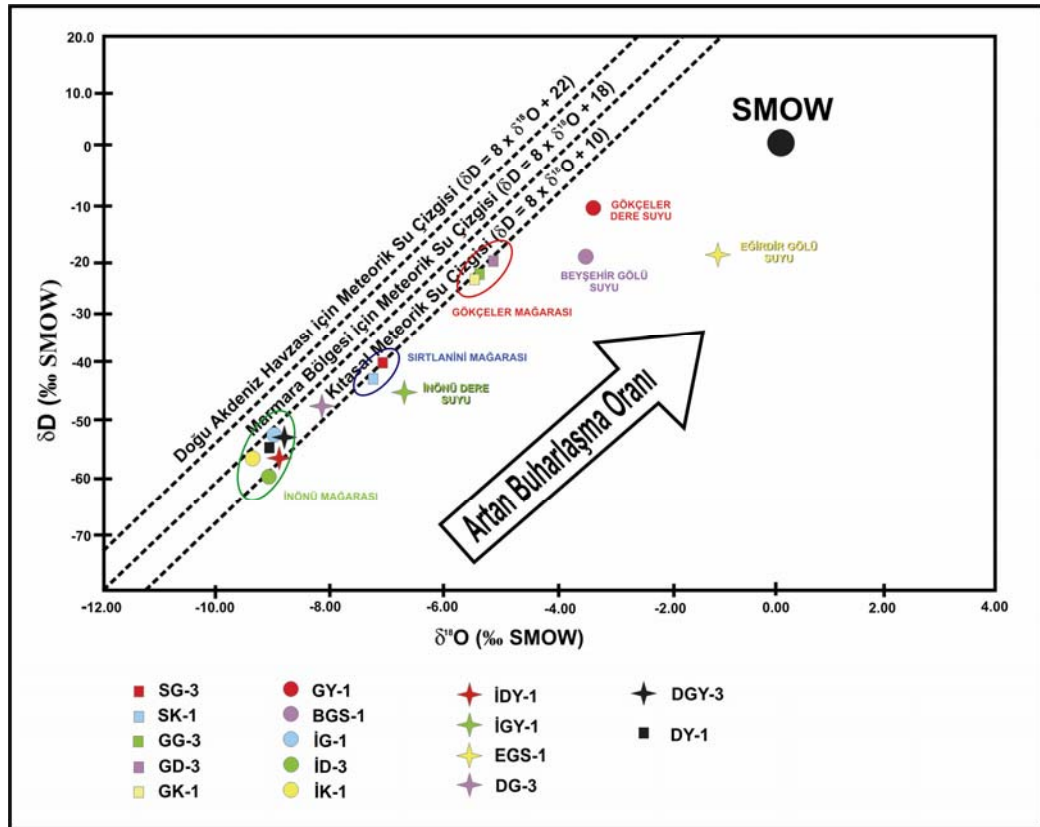 20.0
10.0
0
-10
-20
-30
-40
-50
-60
-70
δD (‰ SMOW)
-12.00
-10.00
-8.00
-6.00
-4.00
-2.00
0.00
2.00
4.00
δ¹⁸O (‰ SMOW)
Doğu Akdeniz Havzası için Meteorik Su Çizgisi (δD = 8 x δ¹⁸O + 22)
Marmara Bölgesi için Meteorik Su Çizgisi (δD = 8 x δ¹⁸O + 18)
Kıtasal Meteorik Su Çizgisi (δD = 8 x δ¹⁸O + 10)
SMOW
GÖKÇELER
DERE SUYU
BEYŞEHİR GÖLÜ
SUYU
EĞİRDİR GÖLÜ
SUYU
GÖKÇELER MAĞARASI
SIRTLANİNİ MAĞARASI
İNÖNÜ DERE
SUYU
İNÖNÜ MAĞARASI
Artan Buharlaşma Oranı
SG-3
SK-1
GG-3
GD-3
GK-1
GY-1
BGS-1
İG-1
İD-3
İK-1
İDY-1
İGY-1
EGS-1
DG-3
DGY-3
DY-1